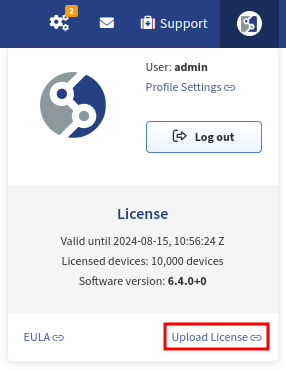 2
Support
User: admin
Profile Settings
Log out
License
Valid until 2024-08-15, 10:56:24 Z
Licensed devices: 10,000 devices
Software version: 6.4.0+0
EULA
Upload License